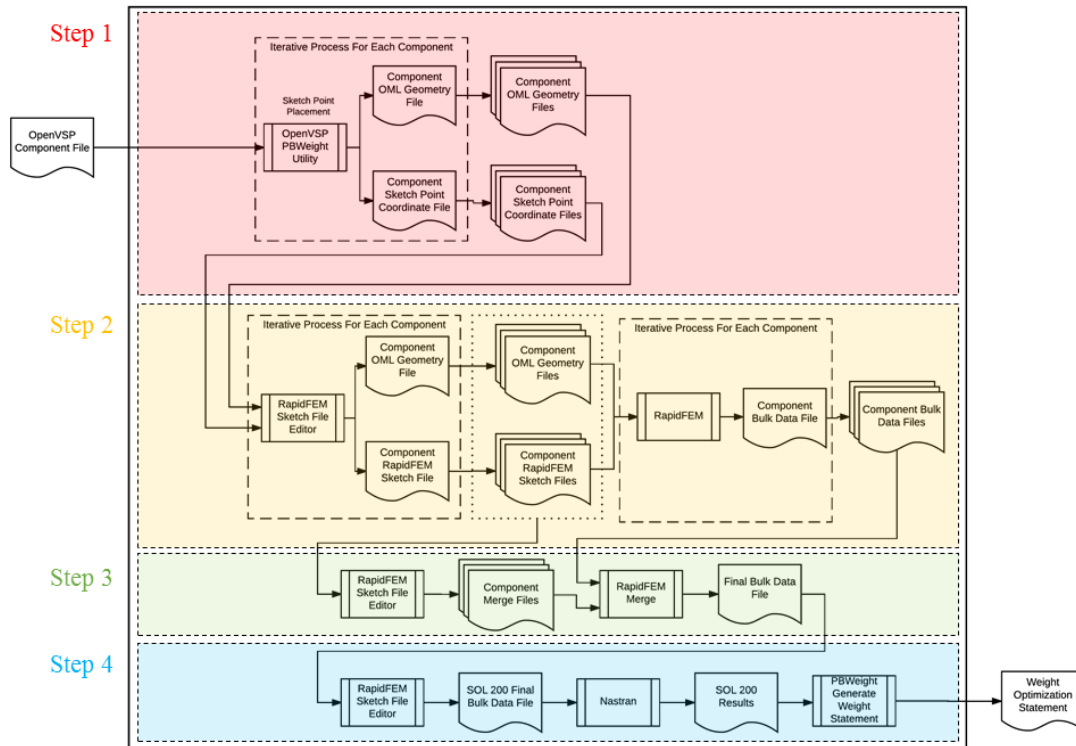 Step 1
Iterative Process For Each Component
Sketch Point
Placement
OpenVSP
Component File
OpenVSP
PBWeight
Utility
Component
OML Geometry
File
Component
OML Geometry
Files
Component
Sketch Point
Coordinate File
Component
Sketch Point
Coordinate Files
Step 2
Iterative Process For Each Component
Iterative Process For Each Component
RapidFEM
Sketch File
Editor
Component
OML Geometry
File
Component
OML Geometry
Files
Component
RapidFEM
Sketch File
Component
RapidFEM
Sketch Files
RapidFEM
Component
Bulk Data File
Component Bulk
Data Files
Step 3
RapidFEM
Sketch File
Editor
Component
Merge Files
RapidFEM
Merge
Final Bulk Data
File
Step 4
RapidFEM
Sketch File
Editor
SOL 200 Final
Bulk Data File
Nastran
SOL 200
Results
PBWeight
Generate
Weight
Statement
Weight
Optimization
Statement